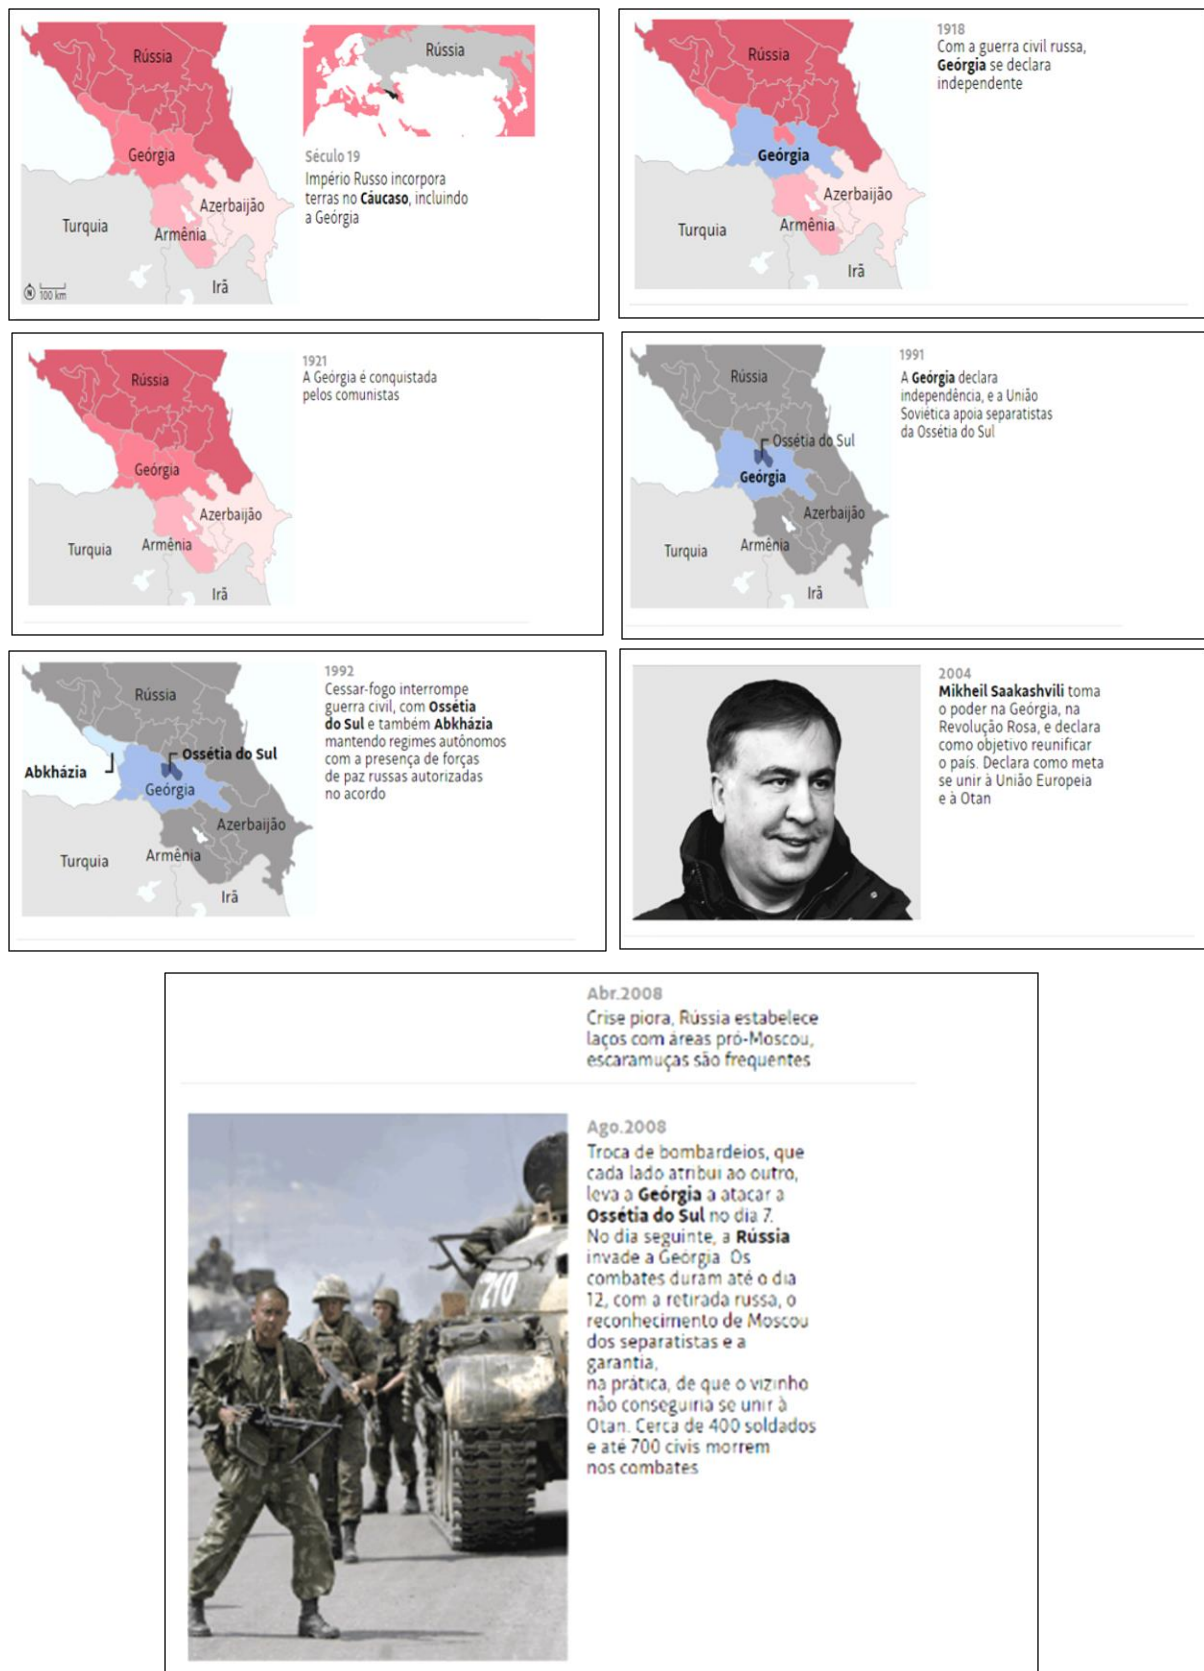 Rússia
Geórgia
Azerbaijão
Armênia
Turquia
Irã
N
100 km
Rússia
Século 19
Império Russo incorpora
terras no Cáucaso, incluindo
a Geórgia
Rússia
Geórgia
Azerbaijão
Armênia
Turquia
Irã
1918
Com a guerra civil russa,
Geórgia se declara
independente
Rússia
Geórgia
Azerbaijão
Armênia
Turquia
Irã
1921
A Geórgia é conquistada
pelos comunistas
Rússia
Ossétia do Sul
Geórgia
Azerbaijão
Armênia
Turquia
Irã
1991
A Geórgia declara
independência, e a União
Soviética apoia separatistas
da Ossétia do Sul
Rússia
Abkházia
Ossétia do Sul
Geórgia
Azerbaijão
Armênia
Turquia
Irã
1992
Cessar-fogo interrompe
guerra civil, com Ossétia
do Sul e também Abkházia
mantendo regimes autônomos
com a presença de forças
de paz russas autorizadas
no acordo
2004
Mikheil Saakashvili toma
o poder na Geórgia, na
Revolução Rosa, e declara
como objetivo reunificar
o país. Declara como meta
se unir à União Europeia
e à Otan
Abr.2008
Crise piora, Rússia estabelece
laços com áreas pró-Moscou,
escaramuças são frequentes
210
Ago.2008
Troca de bombardeios, que
cada lado atribui ao outro,
leva a Geórgia a atacar a
Ossétia do Sul no dia 7.
No dia seguinte, a Rússia
invade a Geórgia. Os
combates duram até o dia
12, com a retirada russa, o
reconhecimento de Moscou
dos separatistas e a
garantia,
na prática, de que o vizinho
não conseguiria se unir à
Otan. Cerca de 400 soldados
e até 700 civis morrem
nos combates